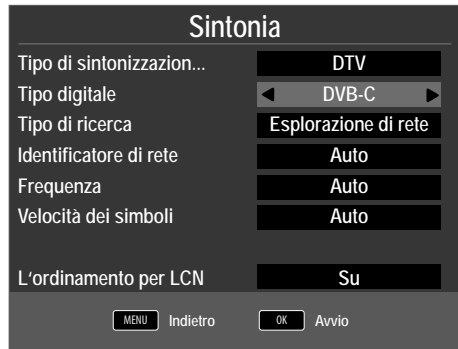 Sintonia
Tipo di sintonizzazion... DTV
Tipo digitale DVB-C
Tipo di ricerca Esplorazione di rete
Identificatore di rete Auto
Frequenza Auto
Velocità dei simboli Auto
L'ordinamento per LCN Su
MENU Indietro OK Avvio